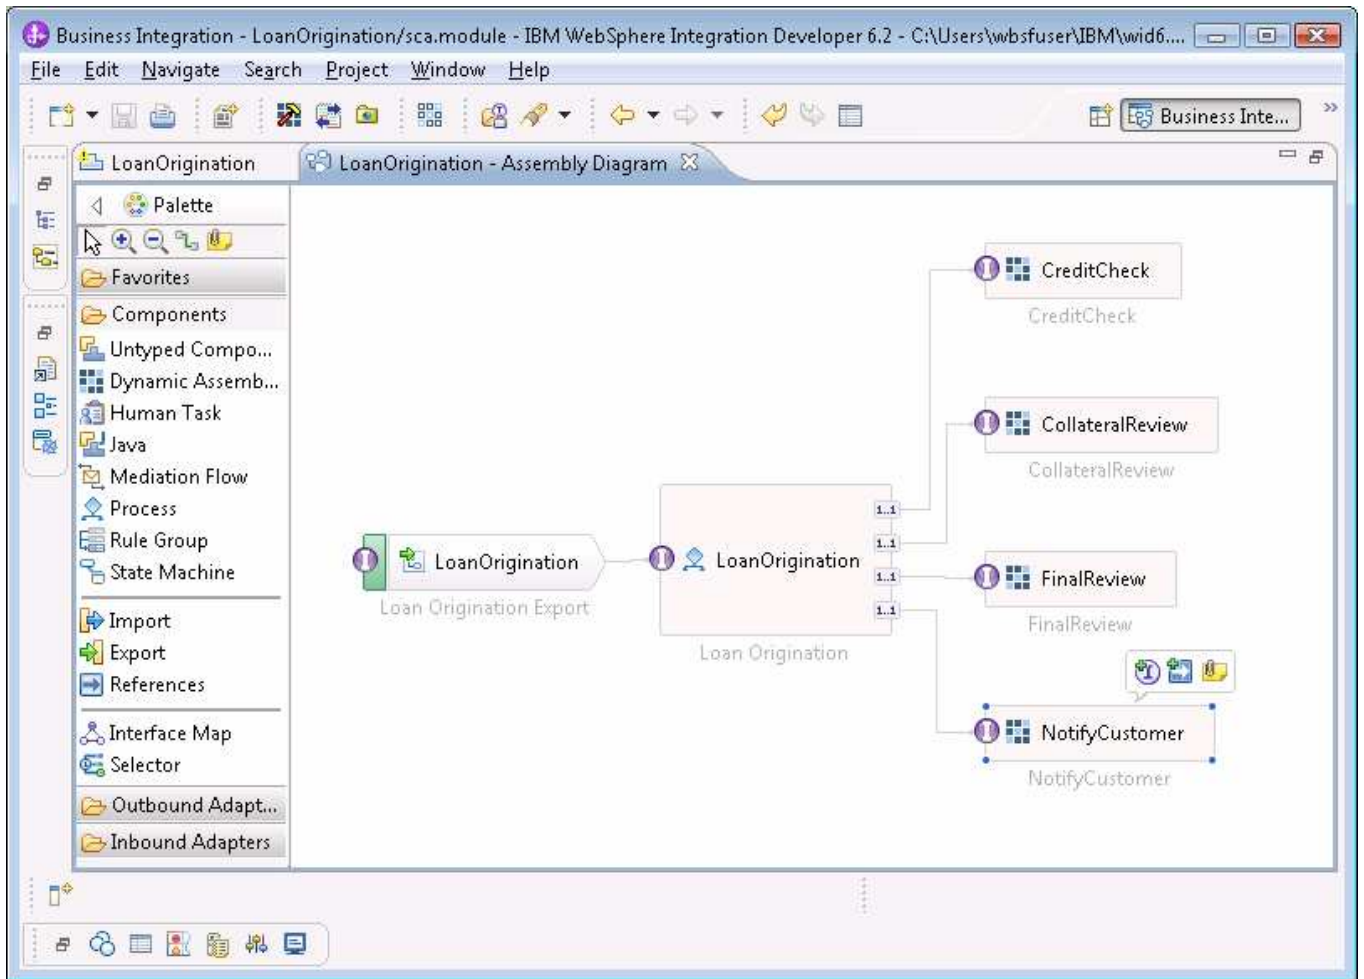 Business Integration - LoanOrigination/sca.module - IBM WebSphere Integration Developer 6.2 - C:\Users\wbsfuser\IBM\wid6....
File Edit Navigate Search Project Window Help
Business Inte...
LoanOrigination
LoanOrigination - Assembly Diagram
Palette
Favorites
Components
Untyped Compo...
Dynamic Assemb...
Human Task
Java
Mediation Flow
Process
Rule Group
State Machine
Import
Export
References
Interface Map
Selector
Outbound Adapt...
Inbound Adapters
LoanOrigination
Loan Origination Export
LoanOrigination
1..1
1..1
1..1
1..1
Loan Origination
CreditCheck
CreditCheck
CollateralReview
CollateralReview
FinalReview
FinalReview
NotifyCustomer
NotifyCustomer